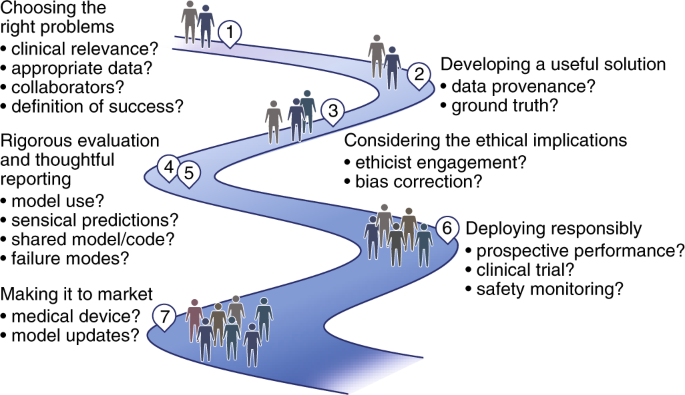 Choosing the
right problems
• clinical relevance?
• appropriate data?
• collaborators?
• definition of success?
1
2
Developing a useful solution
• data provenance?
• ground truth?
3
Considering the ethical implications
• ethicist engagement?
• bias correction?
Rigorous evaluation
and thoughtful
reporting
• model use?
• sensical predictions?
• shared model/code?
• failure modes?
4
5
6
Deploying responsibly
• prospective performance?
• clinical trial?
• safety monitoring?
Making it to market
• medical device?
• model updates?
7